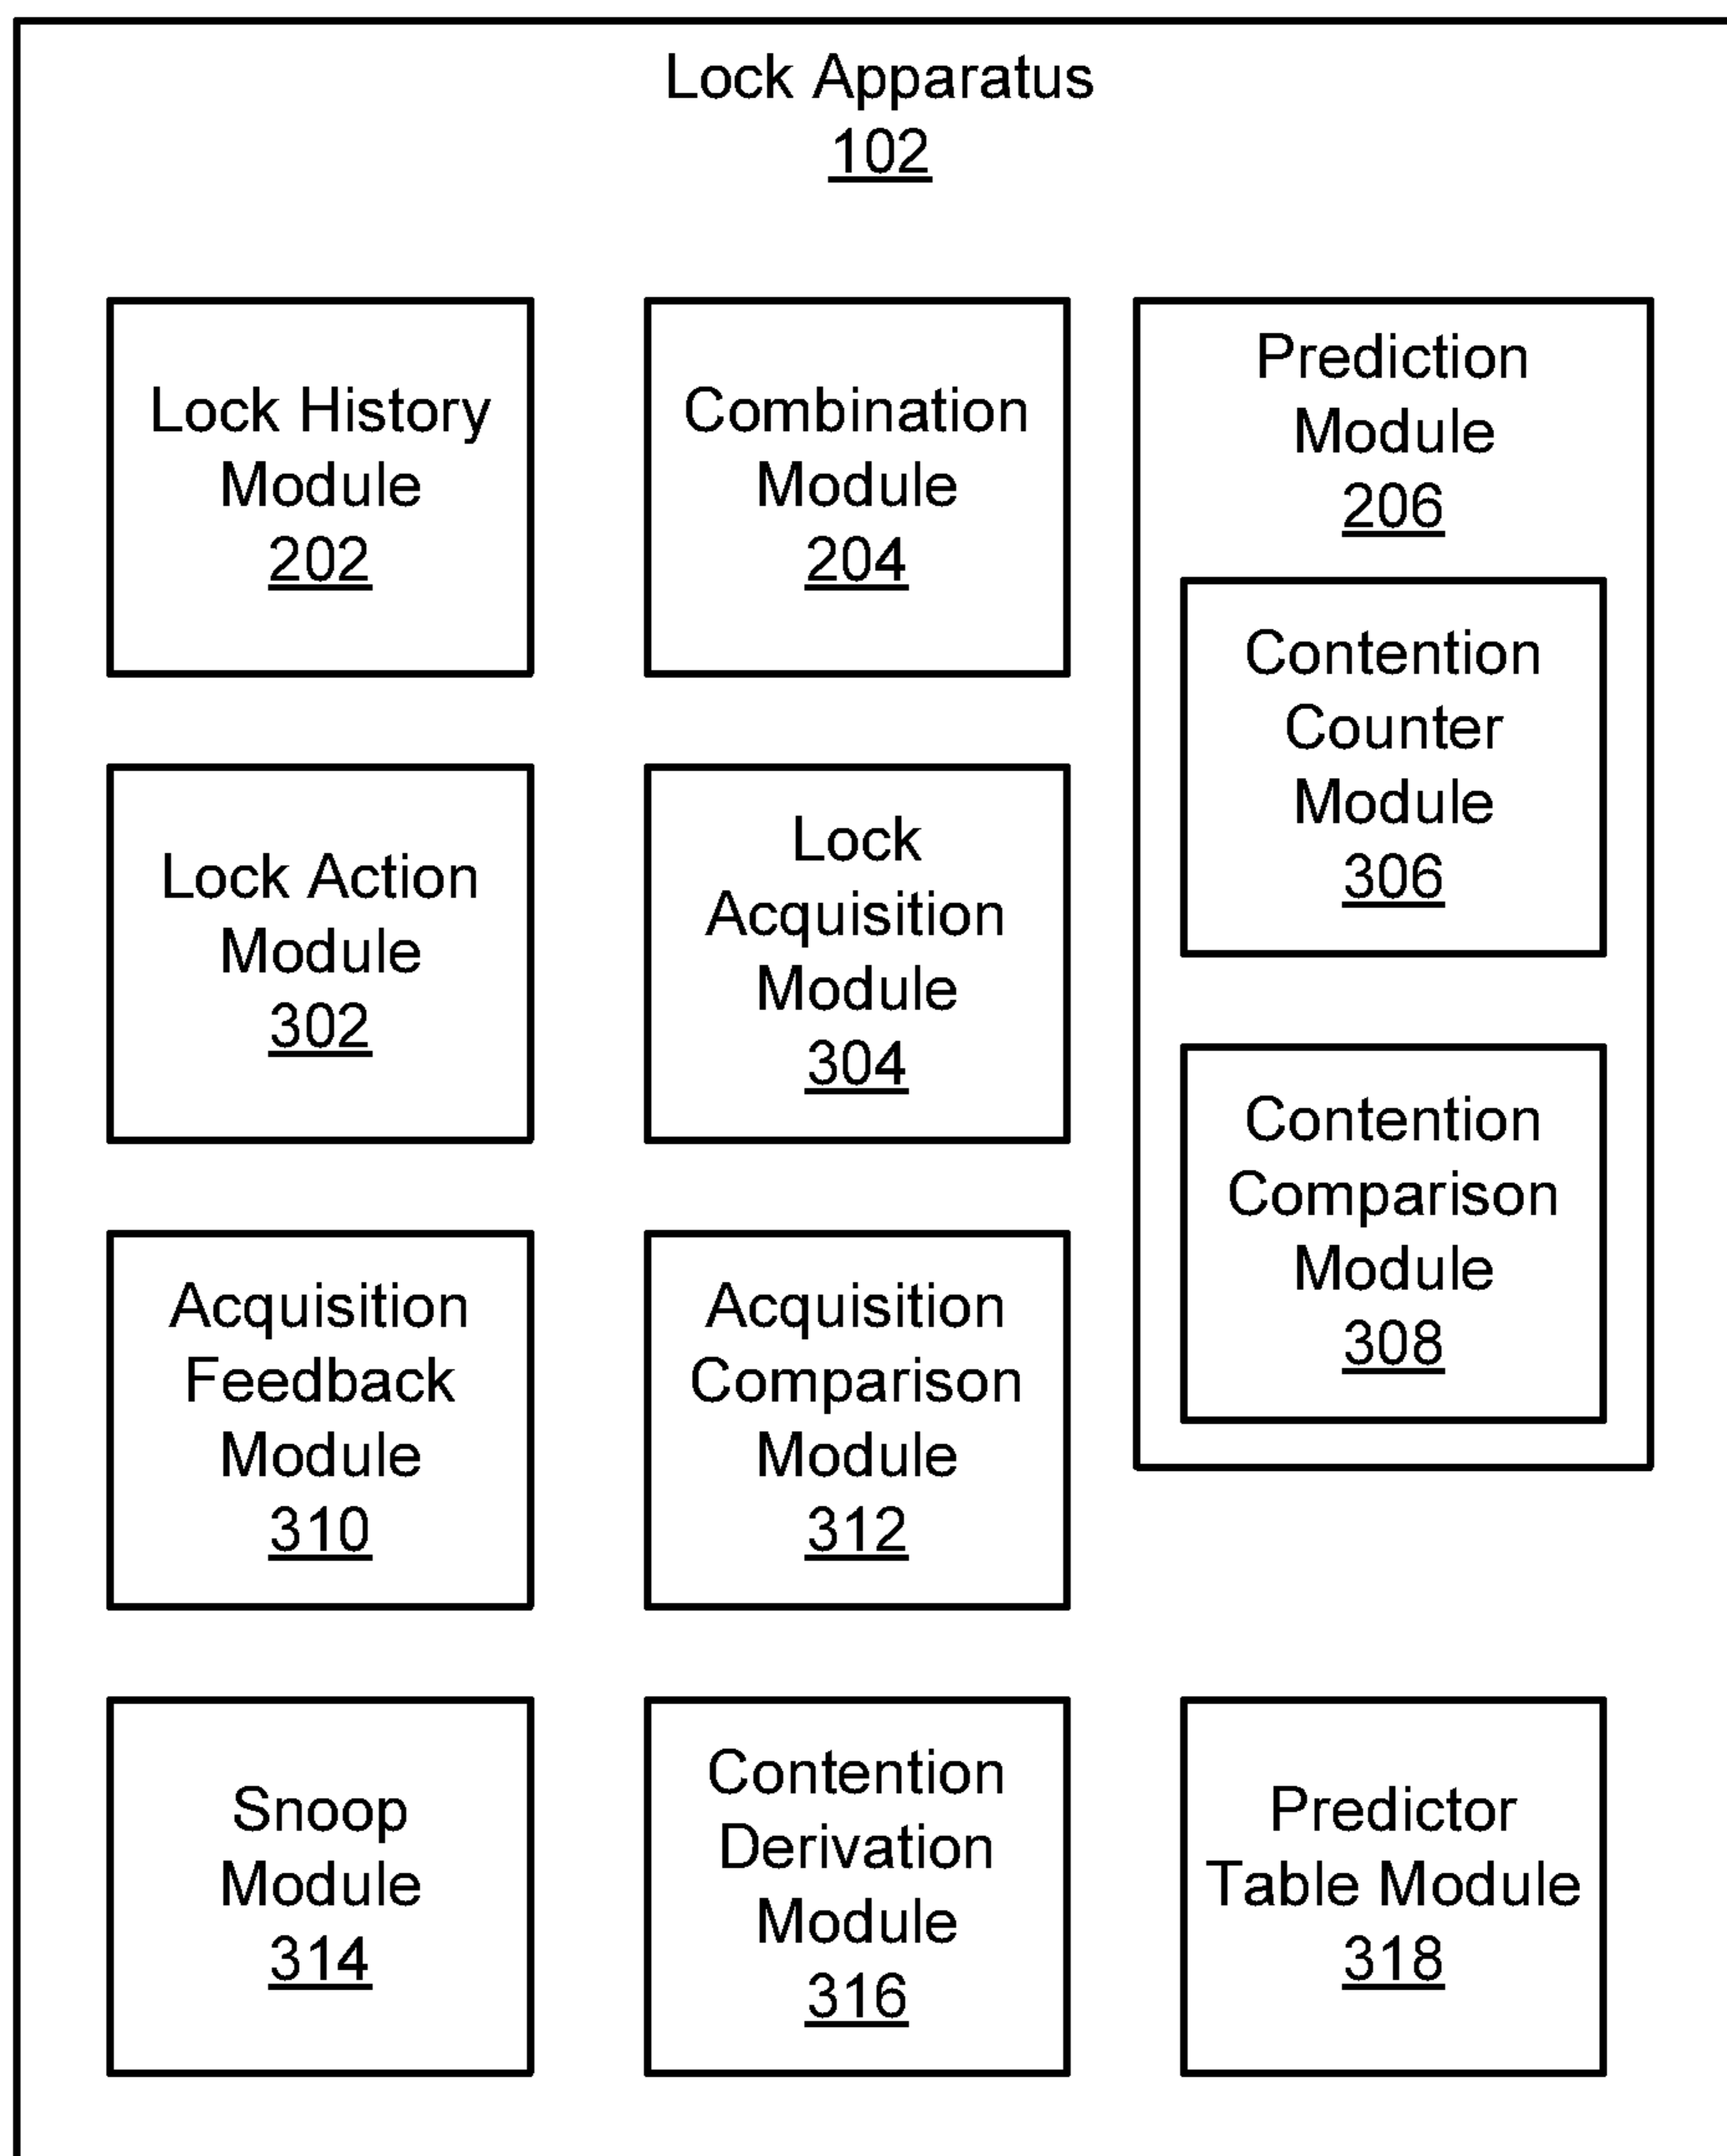 Lock Apparatus
102
Lock History
Module
202
Combination
Module
204
Prediction
Module
206
Contention
Counter
Module
306
Lock Action
Module
302
Lock
Acquisition
Module
304
Contention
Comparison
Module
308
Acquisition
Feedback
Module
310
Acquisition
Comparison
Module
312
Snoop
Module
314
Contention
Derivation
Module
316
Predictor
Table Module
318